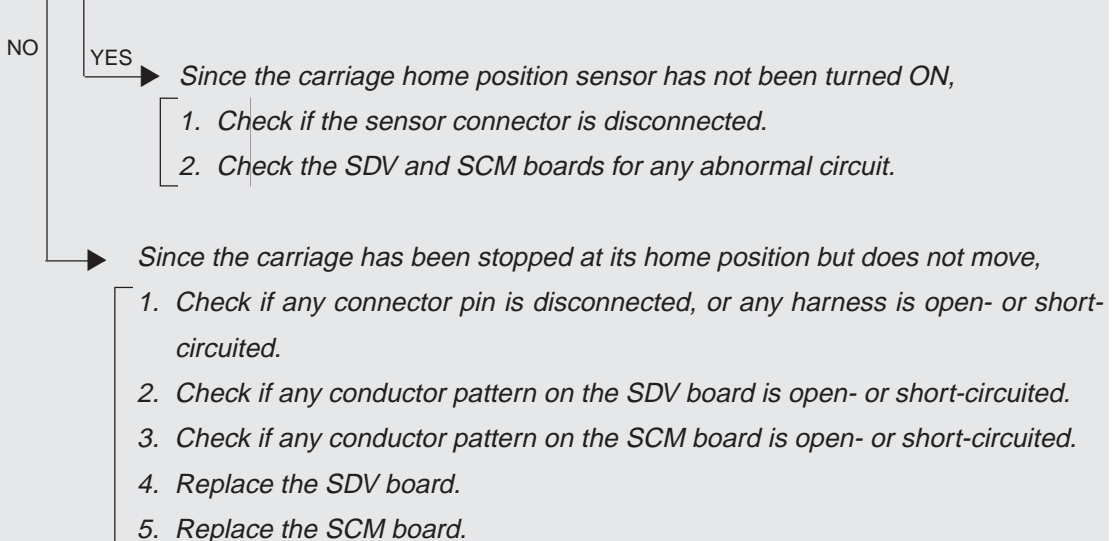 NO
YES
Since the carriage home position sensor has not been turned ON,
1. Check if the sensor connector is disconnected.
2. Check the SDV and SCM boards for any abnormal circuit.
Since the carriage has been stopped at its home position but does not move,
1. Check if any connector pin is disconnected, or any harness is open- or short-
circuited.
2. Check if any conductor pattern on the SDV board is open- or short-circuited.
3. Check if any conductor pattern on the SCM board is open- or short-circuited.
4. Replace the SDV board.
5. Replace the SCM board.